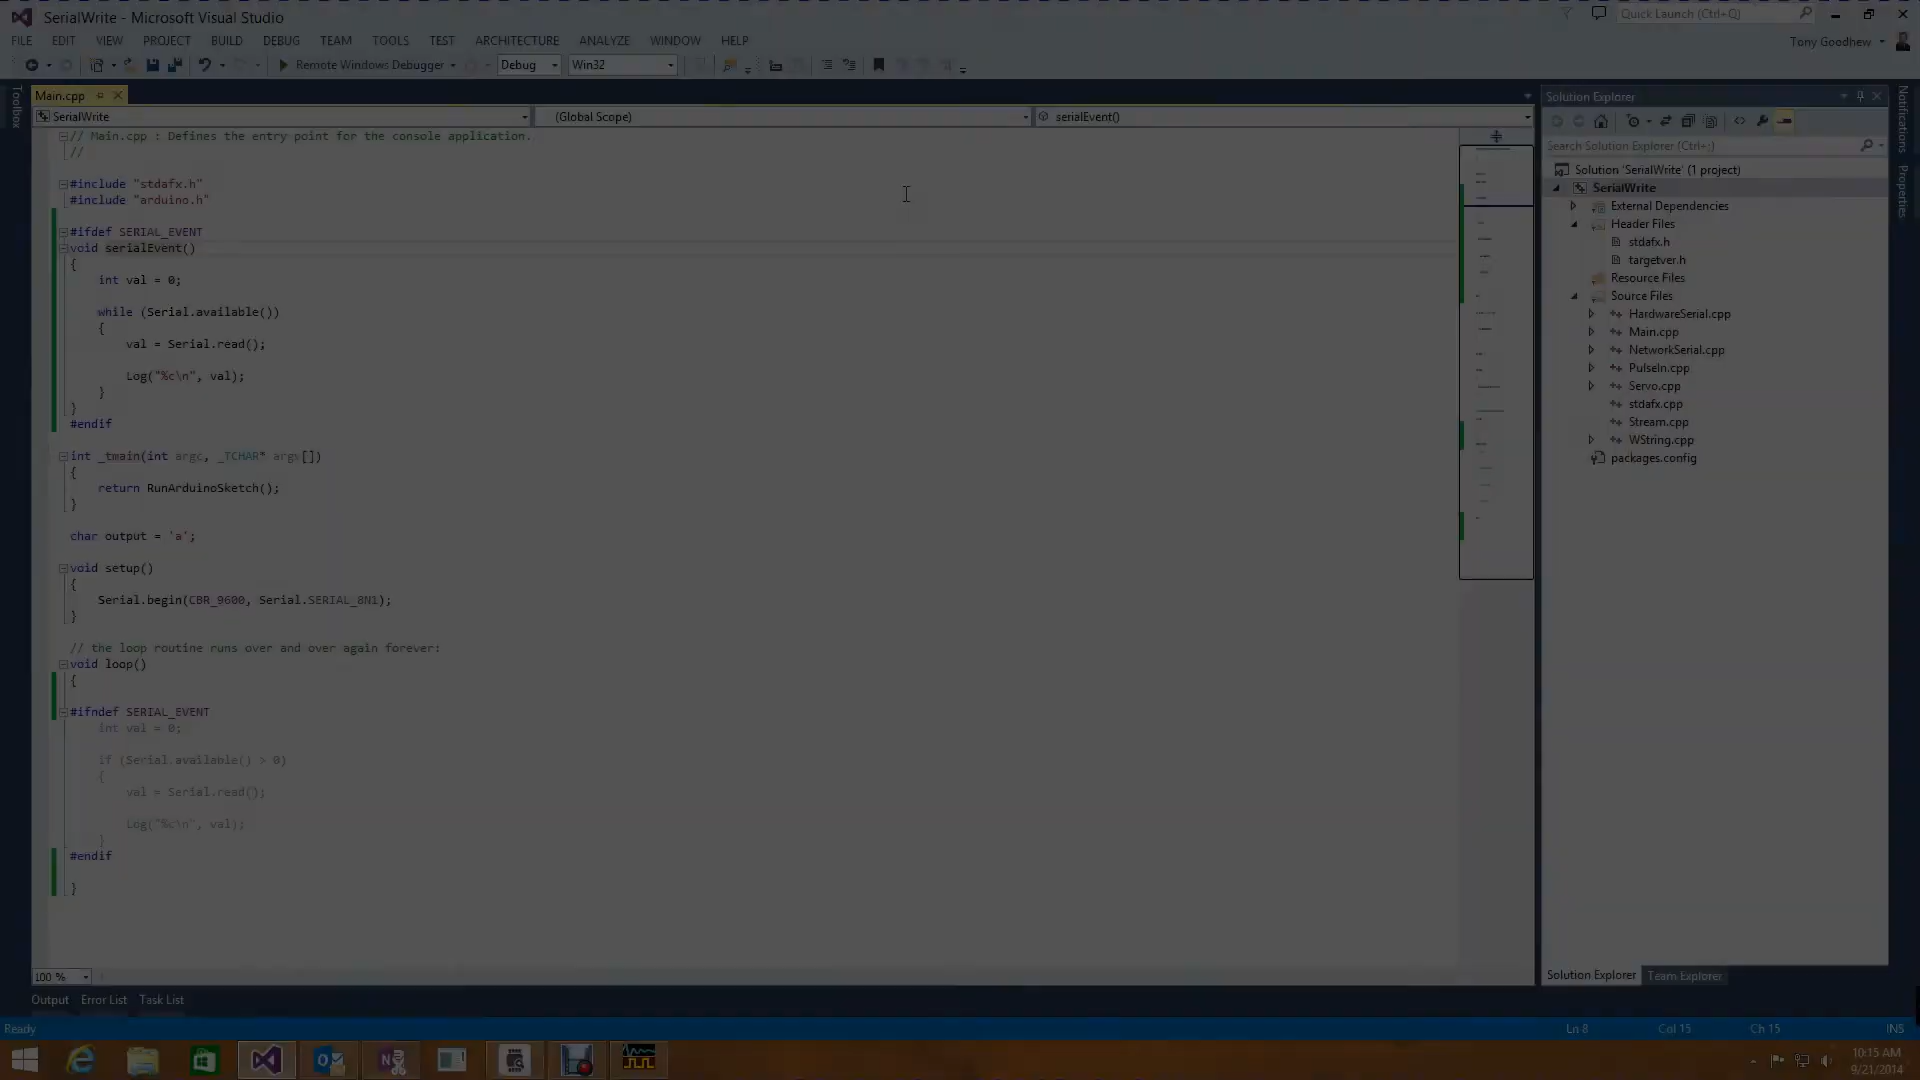 SerialWrite - Microsoft Visual Studio
Quick Launch (Ctrl+Q)
FILE EDIT VIEW PROJECT BUILD DEBUG TEAM TOOLS TEST ARCHITECTURE ANALYZE WINDOW HELP
Tony Goodhew
Remote Windows Debugger Debug Win32
Toolbox
Main.cpp
SerialWrite (Global Scope) serialEvent()
// Main.cpp : Defines the entry point for the console application.
//
#include "stdafx.h"
#include "arduino.h"
#ifdef SERIAL_EVENT
void serialEvent()
{
int val = 0;
while (Serial.available())
{
val = Serial.read();
Log("%c\n", val);
}
}
#endif
int _tmain(int argc, _TCHAR* argv[])
{
return RunArduinoSketch();
}
char output = 'a';
void setup()
{
Serial.begin(CBR_9600, Serial.SERIAL_8N1);
}
// the loop routine runs over and over again forever:
void loop()
{
#ifndef SERIAL_EVENT
int val = 0;
if (Serial.available() > 0)
{
val = Serial.read();
Log("%c\n", val);
}
#endif
}
100 %
Solution Explorer
Search Solution Explorer (Ctrl+;)
Solution 'SerialWrite' (1 project)
SerialWrite
External Dependencies
Header Files
stdafx.h
targetver.h
Resource Files
Source Files
HardwareSerial.cpp
Main.cpp
NetworkSerial.cpp
PulseIn.cpp
Servo.cpp
stdafx.cpp
Stream.cpp
WString.cpp
packages.config
Solution Explorer Team Explorer
Notifications
Properties
Output Error List Task List
Ready Ln 8 Col 15 Ch 15 INS
10:15 AM
9/21/2014